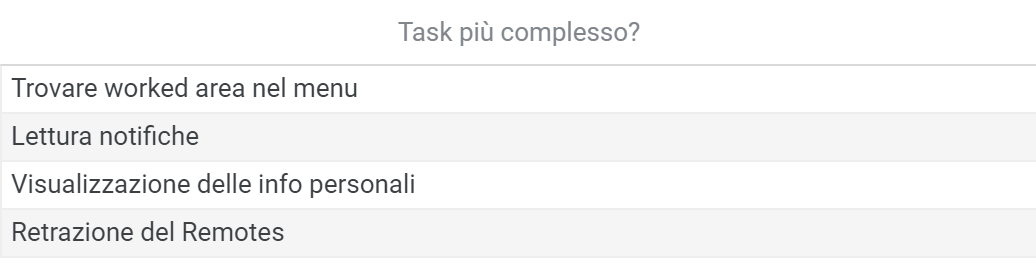 Task più complesso?
Trovare worked area nel menu
Lettura notifiche
Visualizzazione delle info personali
Retrazione del Remotes